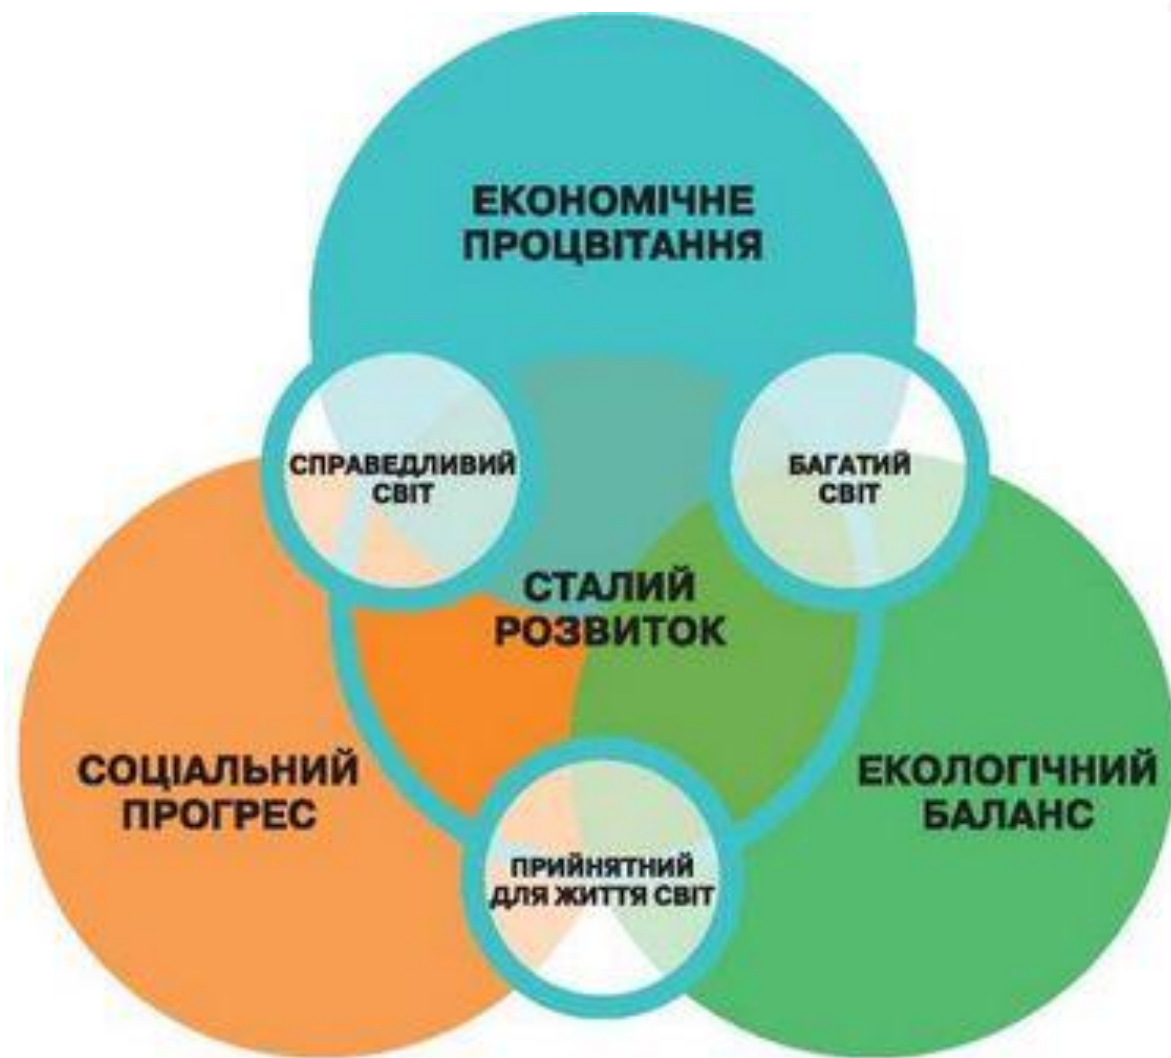 ЕКОНОМІЧНЕ
ПРОЦВІТАННЯ
СПРАВЕДЛИВИЙ
СВІТ
БАГАТИЙ
СВІТ
СТАЛИЙ
РОЗВИТОК
СОЦІАЛЬНИЙ
ПРОГРЕС
ЕКОЛОГІЧНИЙ
БАЛАНС
ПРИЙНЯТНИЙ
ДЛЯ ЖИТТЯ СВІТ